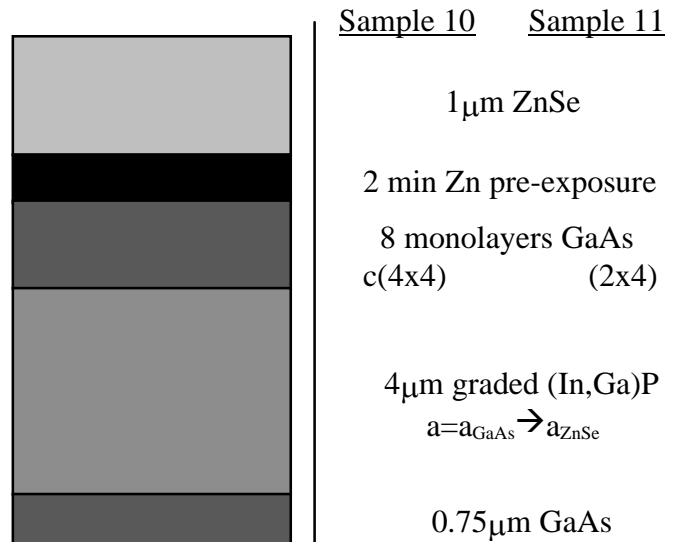 Sample 10 Sample 11
1μm ZnSe
2 min Zn pre-exposure
8 monolayers GaAs
c(4x4) (2x4)
4μm graded (In,Ga)P
a=aGaAs→aZnSe
0.75μm GaAs